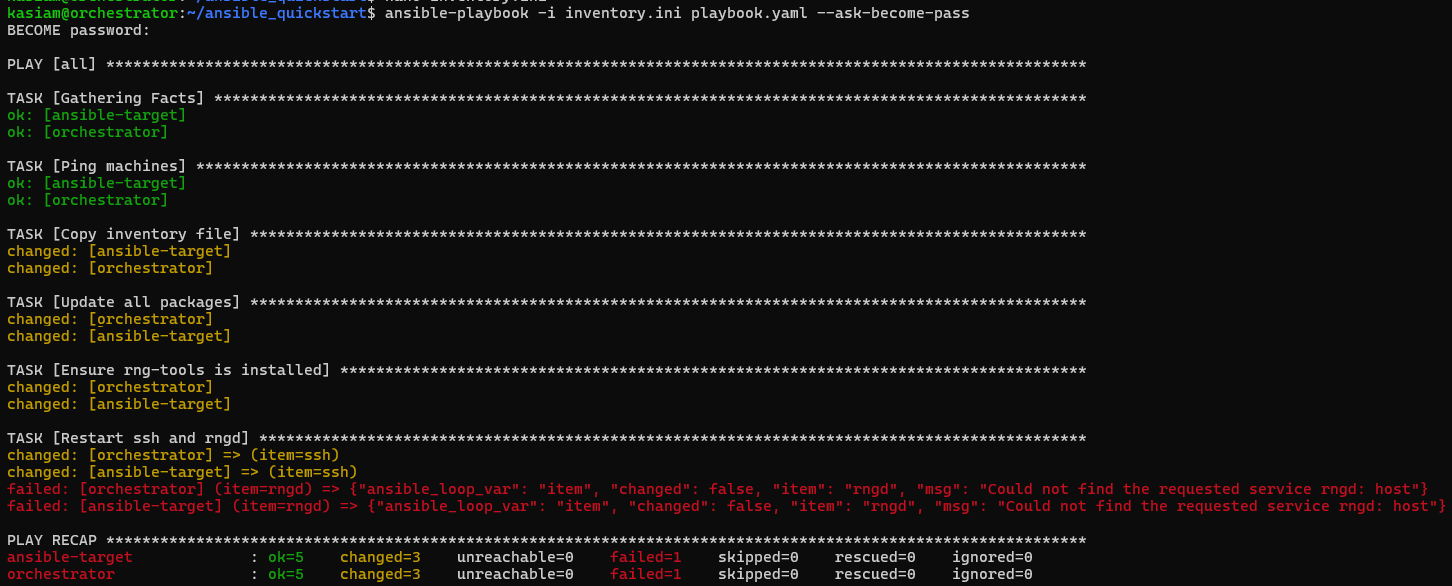 kasiam@orchestrator:~/ansible_quickstart$ nano inventory.ini
kasiam@orchestrator:~/ansible_quickstart$ ansible-playbook -i inventory.ini playbook.yaml --ask-become-pass
BECOME password:
PLAY [all] *************************************************************************************************************
TASK [Gathering Facts] *************************************************************************************************
ok: [ansible-target]
ok: [orchestrator]
TASK [Ping machines] ***************************************************************************************************
ok: [ansible-target]
ok: [orchestrator]
TASK [Copy inventory file] *********************************************************************************************
changed: [ansible-target]
changed: [orchestrator]
TASK [Update all packages] *********************************************************************************************
changed: [orchestrator]
changed: [ansible-target]
TASK [Ensure rng-tools is installed] ***********************************************************************************
changed: [orchestrator]
changed: [ansible-target]
TASK [Restart ssh and rngd] ********************************************************************************************
changed: [orchestrator] => (item=ssh)
changed: [ansible-target] => (item=ssh)
failed: [orchestrator] (item=rngd) => {"ansible_loop_var": "item", "changed": false, "item": "rngd", "msg": "Could not find the requested service rngd: host"}
failed: [ansible-target] (item=rngd) => {"ansible_loop_var": "item", "changed": false, "item": "rngd", "msg": "Could not find the requested service rngd: host"}
PLAY RECAP *************************************************************************************************************
ansible-target             : ok=5    changed=3    unreachable=0    failed=1    skipped=0    rescued=0    ignored=0
orchestrator               : ok=5    changed=3    unreachable=0    failed=1    skipped=0    rescued=0    ignored=0